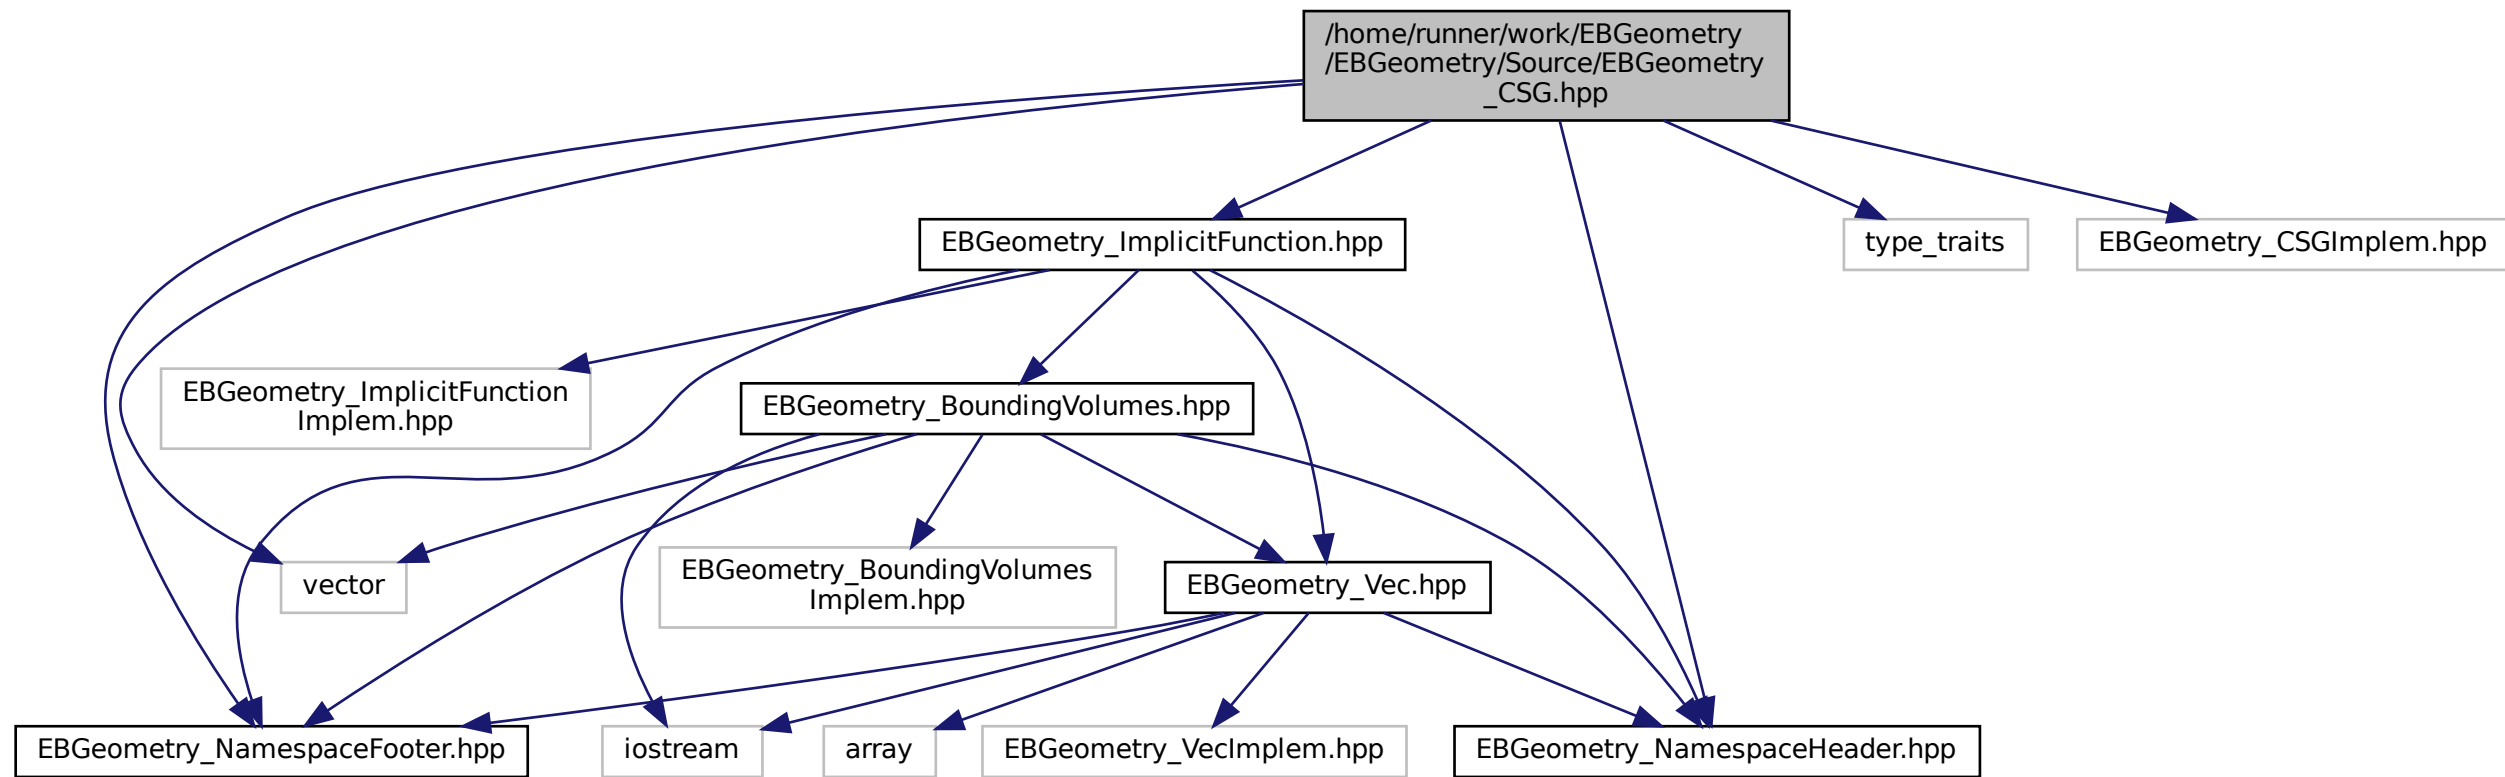 /home/runner/work/EBGeometry
/EBGeometry/Source/EBGeometry
_CSG.hpp
EBGeometry_ImplicitFunction.hpp
type_traits
EBGeometry_CSGImplem.hpp
EBGeometry_ImplicitFunction
Implem.hpp
EBGeometry_BoundingVolumes.hpp
vector
EBGeometry_BoundingVolumes
Implem.hpp
EBGeometry_Vec.hpp
EBGeometry_NamespaceFooter.hpp
iostream
array
EBGeometry_VecImplem.hpp
EBGeometry_NamespaceHeader.hpp